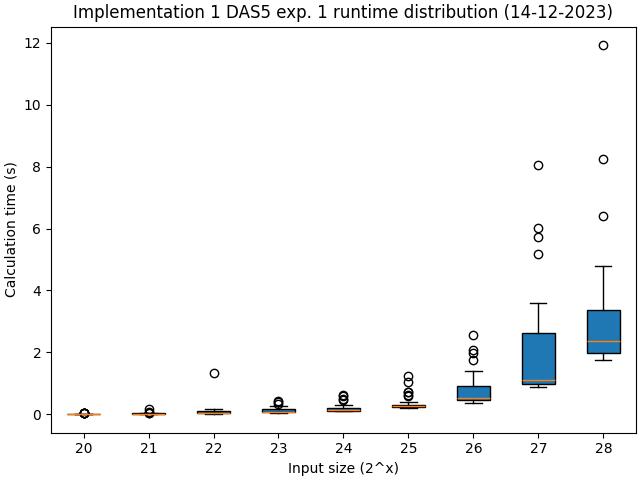 Implementation 1 DAS5 exp. 1 runtime distribution (14-12-2023)
12
10
8
6
4
2
0
Calculation time (s)
20 21 22 23 24 25 26 27 28
Input size (2^x)